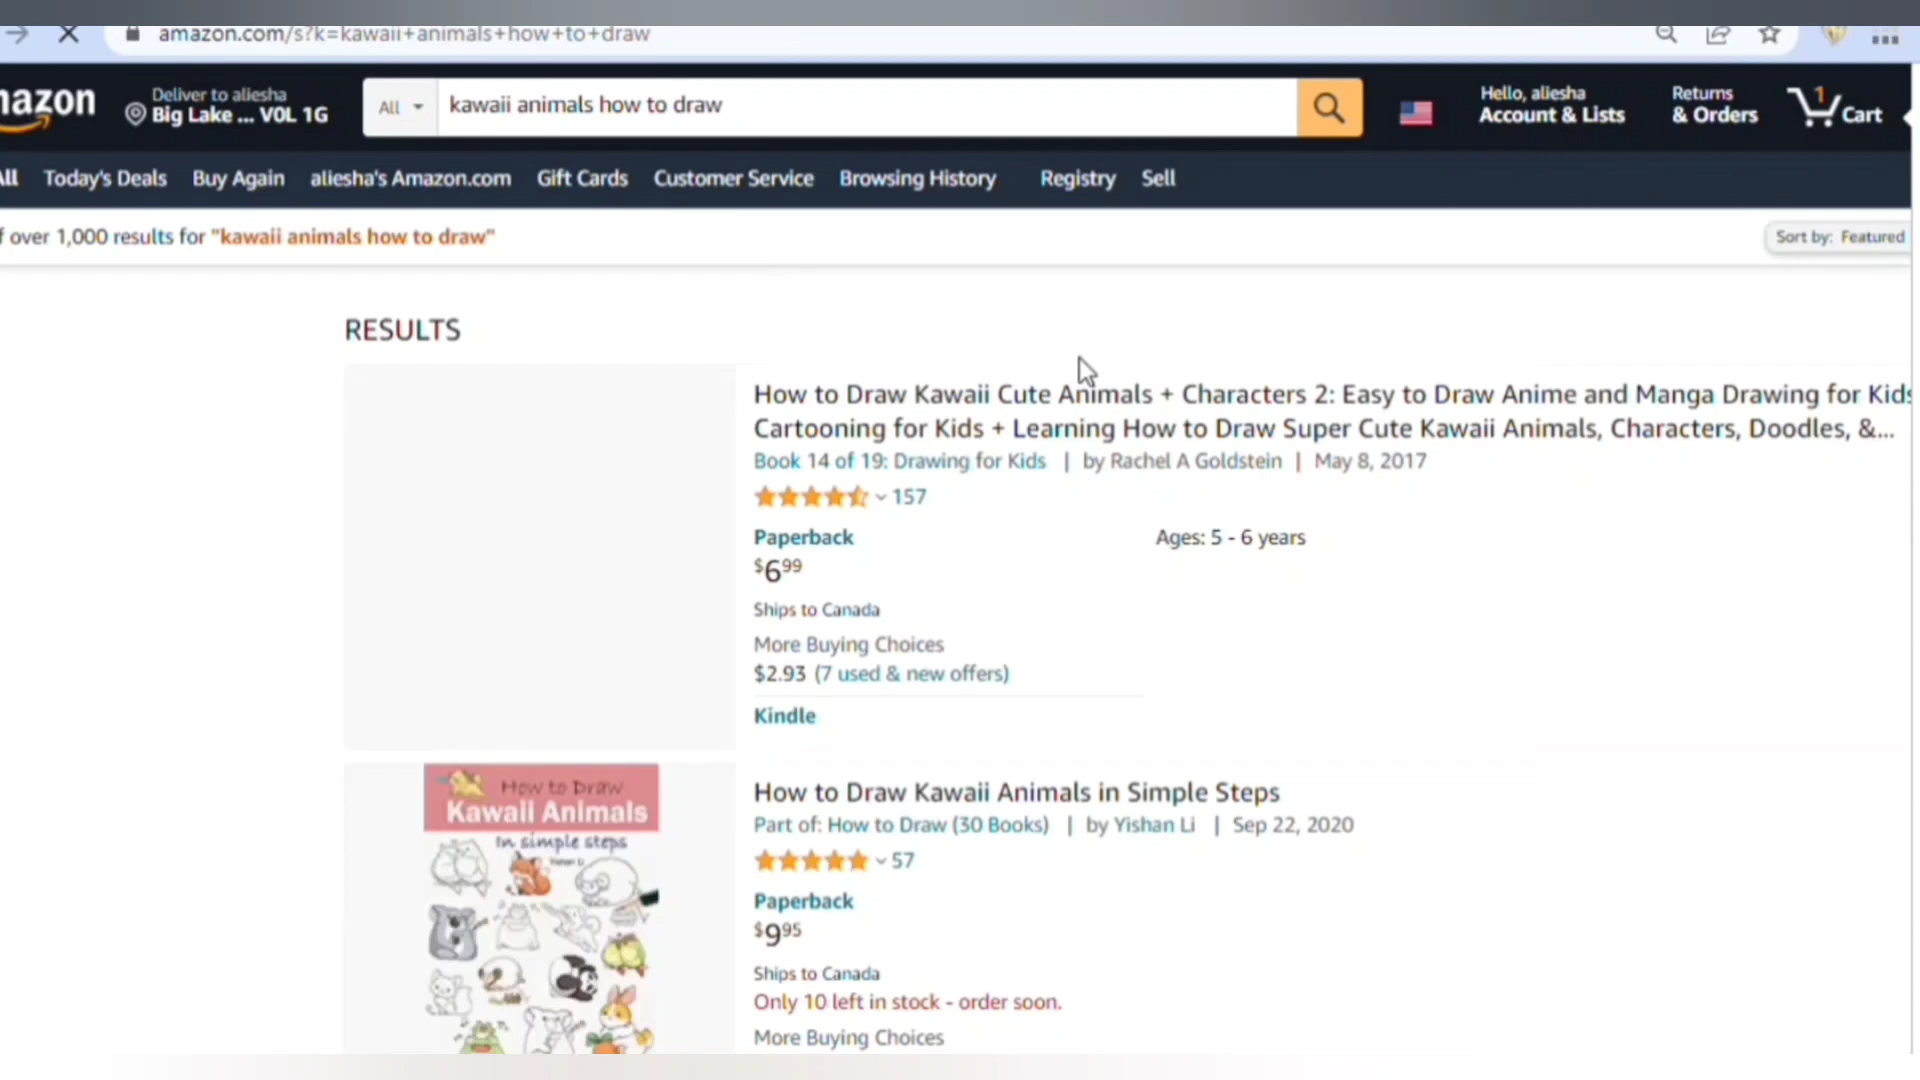 amazon.com/s?k=kawaii+animals+how+to+draw
mazon
Deliver to aliesha
Big Lake ... V0L 1G
All
kawaii animals how to draw
Hello, aliesha
Account & Lists
Returns
& Orders
1
Cart
All Today's Deals Buy Again aliesha's Amazon.com Gift Cards Customer Service Browsing History Registry Sell
f over 1,000 results for "kawaii animals how to draw"
Sort by: Featured
RESULTS
How to Draw Kawaii Cute Animals + Characters 2: Easy to Draw Anime and Manga Drawing for Kids
Cartooning for Kids + Learning How to Draw Super Cute Kawaii Animals, Characters, Doodles, &...
Book 14 of 19: Drawing for Kids | by Rachel A Goldstein | May 8, 2017
157
Paperback
Ages: 5 - 6 years
$699
Ships to Canada
More Buying Choices
$2.93 (7 used & new offers)
Kindle
How to Draw
Kawaii Animals
In simple steps
Yishan Li
How to Draw Kawaii Animals in Simple Steps
Part of: How to Draw (30 Books) | by Yishan Li | Sep 22, 2020
57
Paperback
$995
Ships to Canada
Only 10 left in stock - order soon.
More Buying Choices